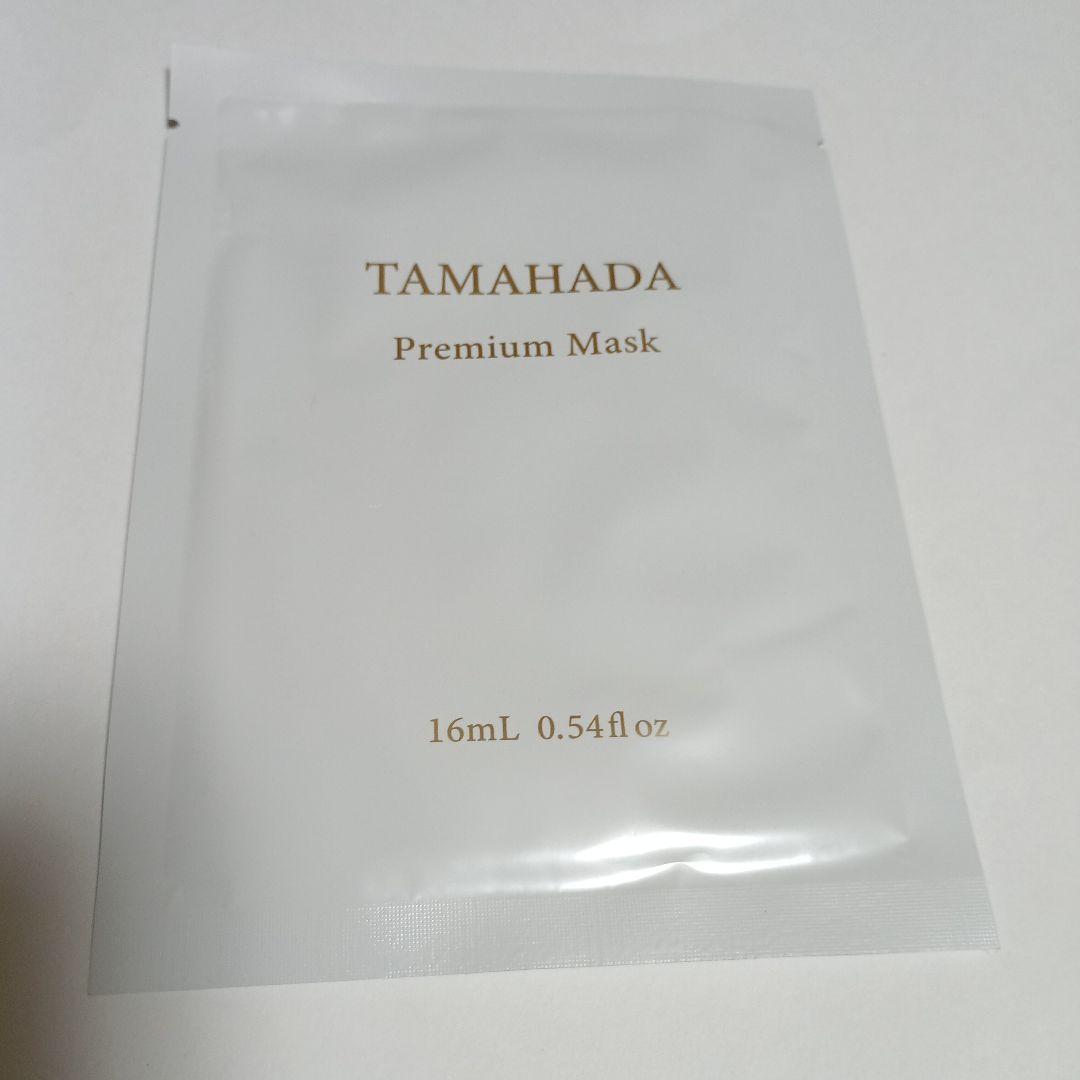 TAMAHADA
Premium Mask
16mL 0.54fl oz